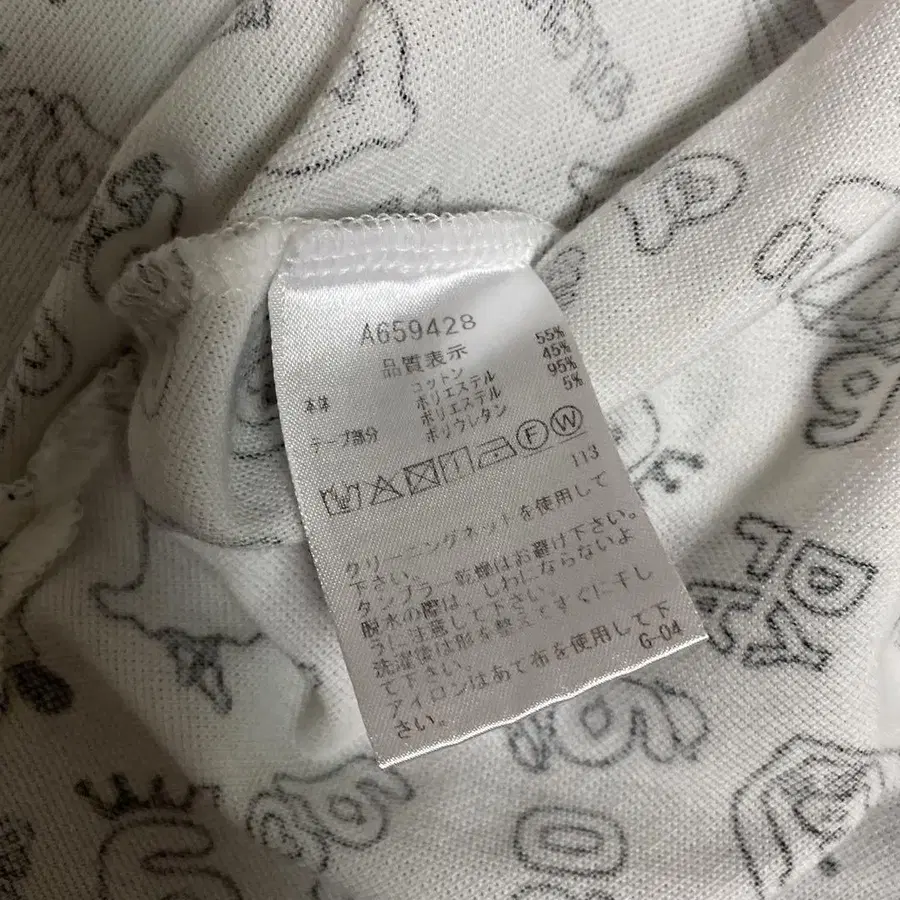 A659428
品質表示
本体 コットン 55%
ポリエステル 45%
テープ部分 ポリエステル 95%
ポリウレタン 5%
F W
113
クリーニングネットを使用して
下さい。
タンブラー乾燥はお避け下さい。
脱水の際は、しわにならないよ
う ご注意して下さい。
洗濯後は形を整えてすぐに干し
て下さい。
アイロンはあて布を使用して下
さい。
G-04